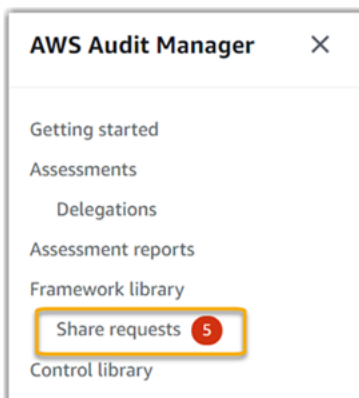 AWS Audit Manager
Getting started
Assessments
Delegations
Assessment reports
Framework library
Share requests 5
Control library